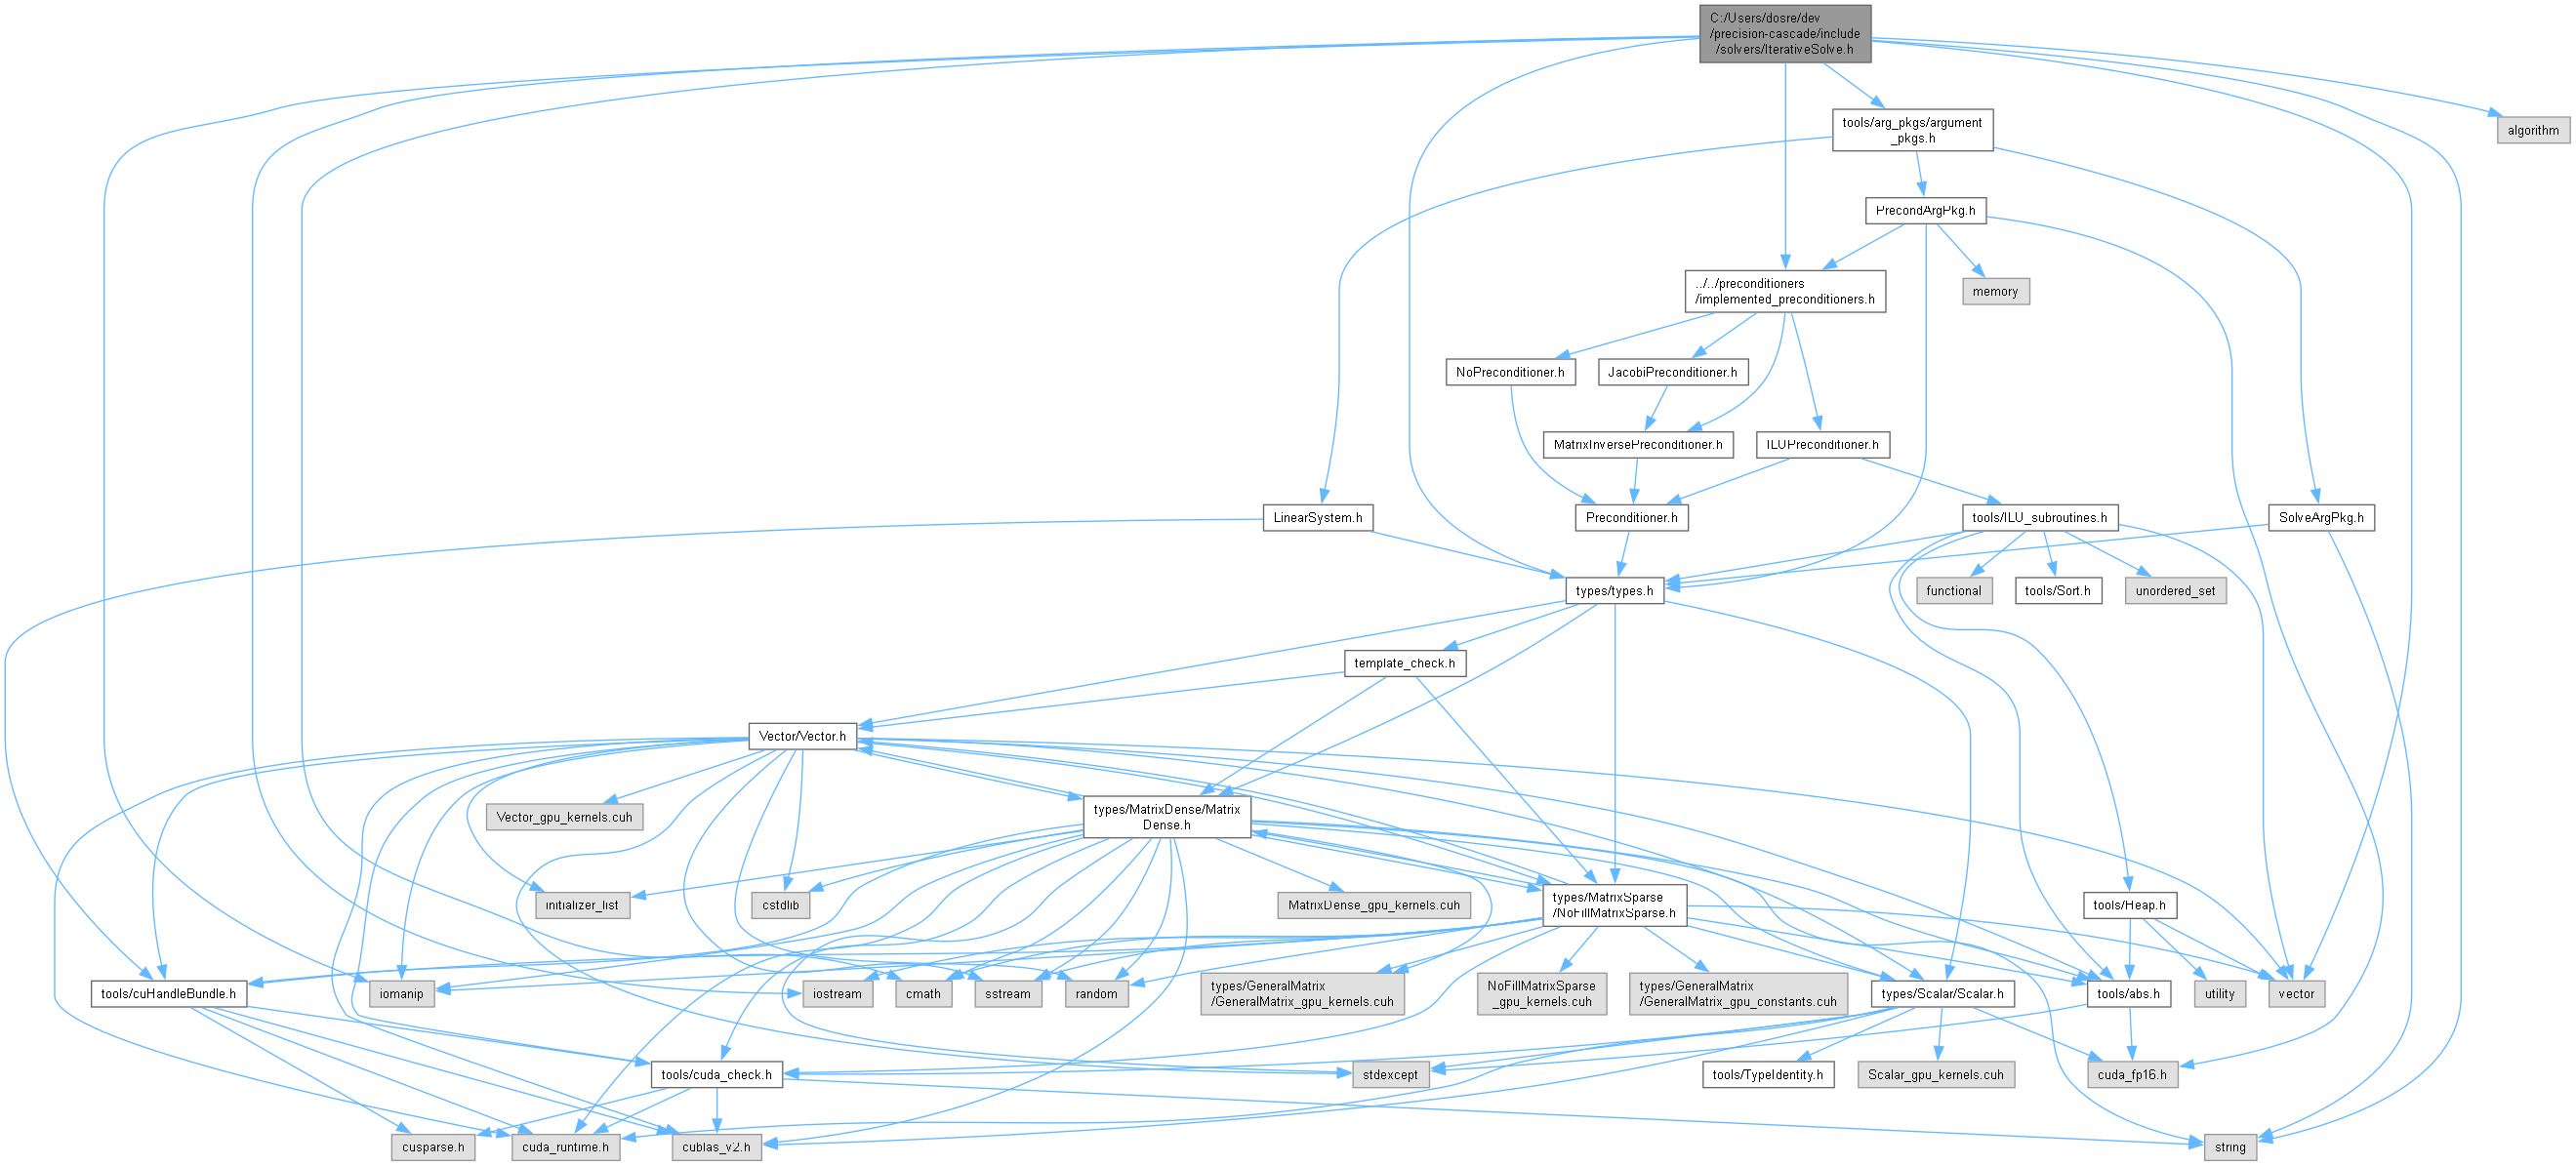 C:/Users/dosre/dev
/precision-cascade/include
/solvers/IterativeSolve.h
tools/arg_pkgs/argument
_pkgs.h
algorithm
PrecondArgPkg.h
../../preconditioners
/implemented_preconditioners.h
memory
NoPreconditioner.h
JacobiPreconditioner.h
MatrixInversePreconditioner.h
ILUPreconditioner.h
LinearSystem.h
Preconditioner.h
tools/ILU_subroutines.h
SolveArgPkg.h
types/types.h
functional
tools/Sort.h
unordered_set
template_check.h
Vector/Vector.h
Vector_gpu_kernels.cuh
types/MatrixDense/Matrix
Dense.h
initializer_list
cstdlib
MatrixDense_gpu_kernels.cuh
types/MatrixSparse
/NoFillMatrixSparse.h
tools/Heap.h
tools/cuHandleBundle.h
iomanip
iostream
cmath
sstream
random
types/GeneralMatrix
/GeneralMatrix_gpu_kernels.cuh
NoFillMatrixSparse
_gpu_kernels.cuh
types/GeneralMatrix
/GeneralMatrix_gpu_constants.cuh
types/Scalar/Scalar.h
tools/abs.h
utility
vector
tools/cuda_check.h
stdexcept
tools/TypeIdentity.h
Scalar_gpu_kernels.cuh
cuda_fp16.h
cusparse.h
cuda_runtime.h
cublas_v2.h
string